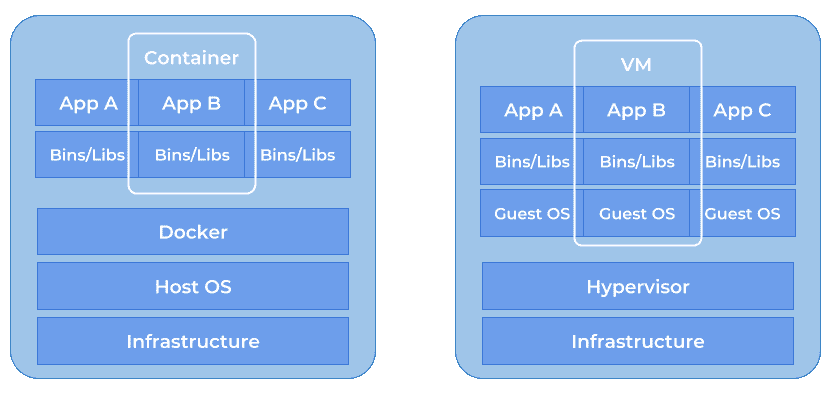 Container
App A App B App C
Bins/Libs Bins/Libs Bins/Libs
Docker
Host OS
Infrastructure
VM
App A App B App C
Bins/Libs Bins/Libs Bins/Libs
Guest OS Guest OS Guest OS
Hypervisor
Infrastructure